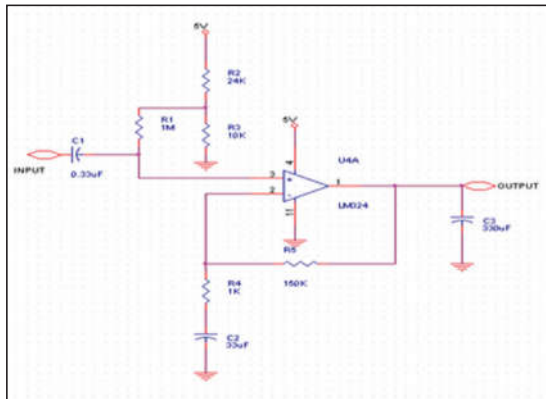 5V
R2
24K
R1
1M
R3
10K
C1
0.33uF
INPUT
5V
4
U4A
3
+
2
-
1
LM324
11
OUTPUT
C3
330uF
R5
150K
R4
1K
C2
33uF